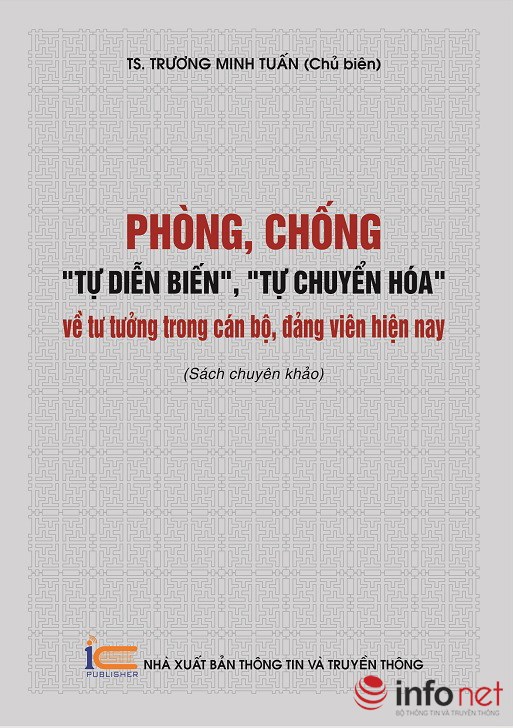 TS. TRƯƠNG MINH TUẤN (Chủ biên)
PHÒNG, CHỐNG
"TỰ DIỄN BIẾN", "TỰ CHUYỂN HÓA"
về tư tưởng trong cán bộ, đảng viên hiện nay
(Sách chuyên khảo)
ic
PUBLISHER
NHÀ XUẤT BẢN THÔNG TIN VÀ TRUYỀN THÔNG
infonet
BỘ THÔNG TIN VÀ TRUYỀN THÔNG